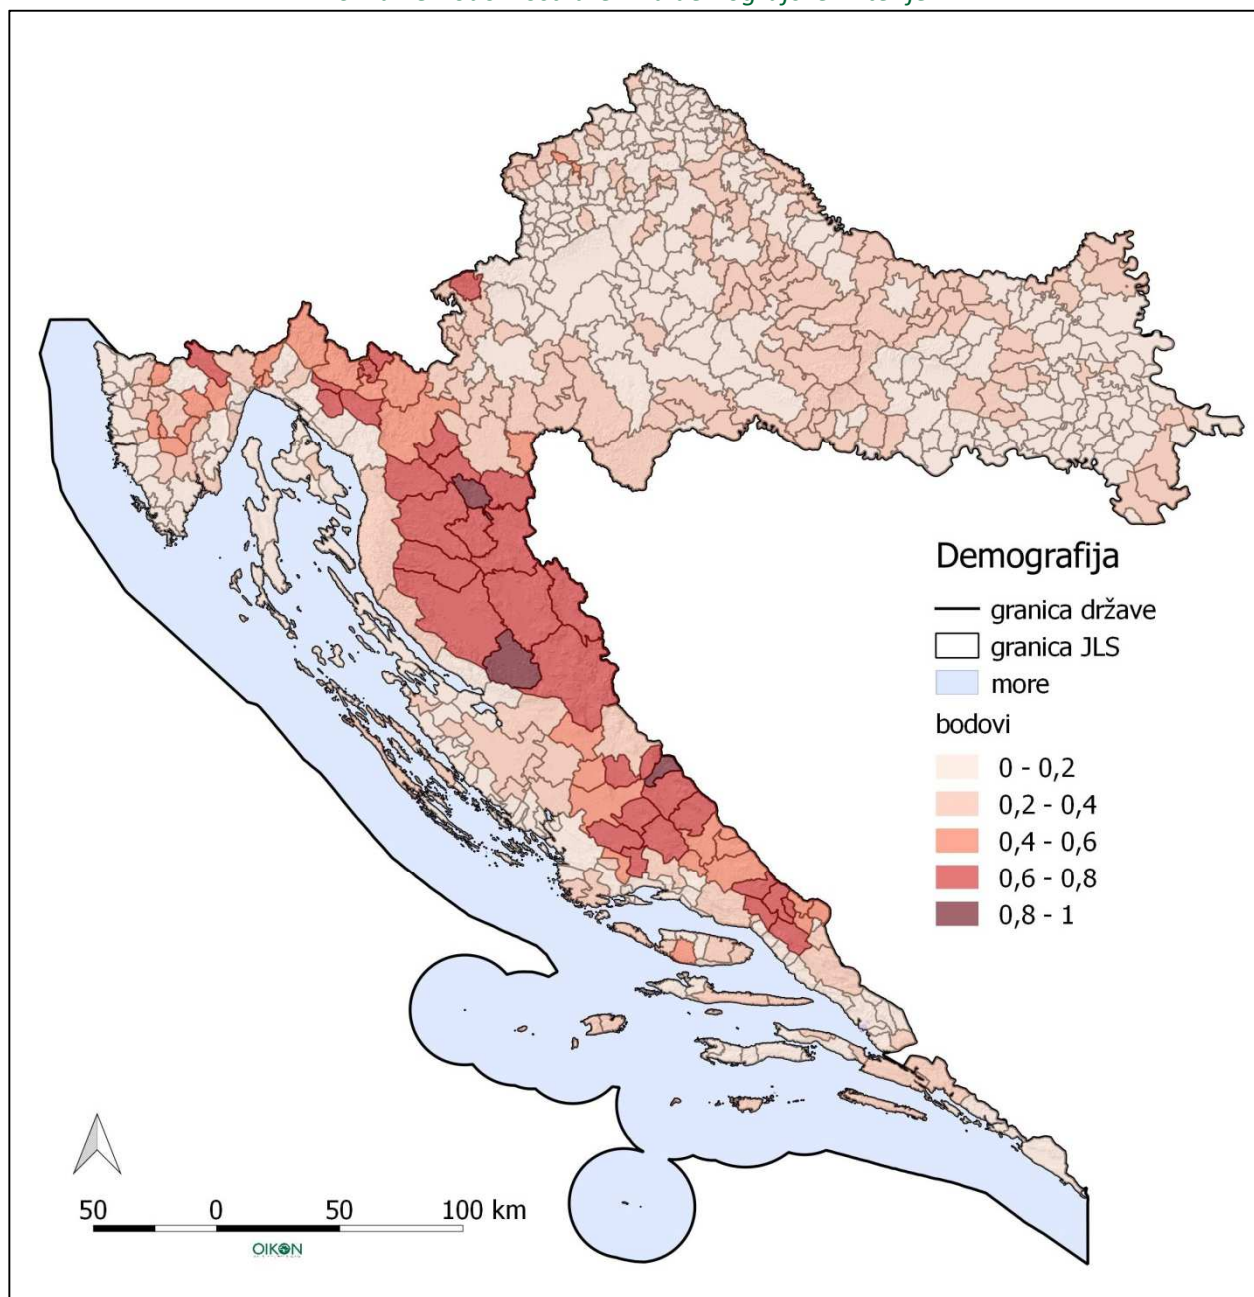 Demografija
granica države
granica JLS
more
bodovi
0 - 0,2
0,2 - 0,4
0,4 - 0,6
0,6 - 0,8
0,8 - 1
50 0 50 100 km
OIKON